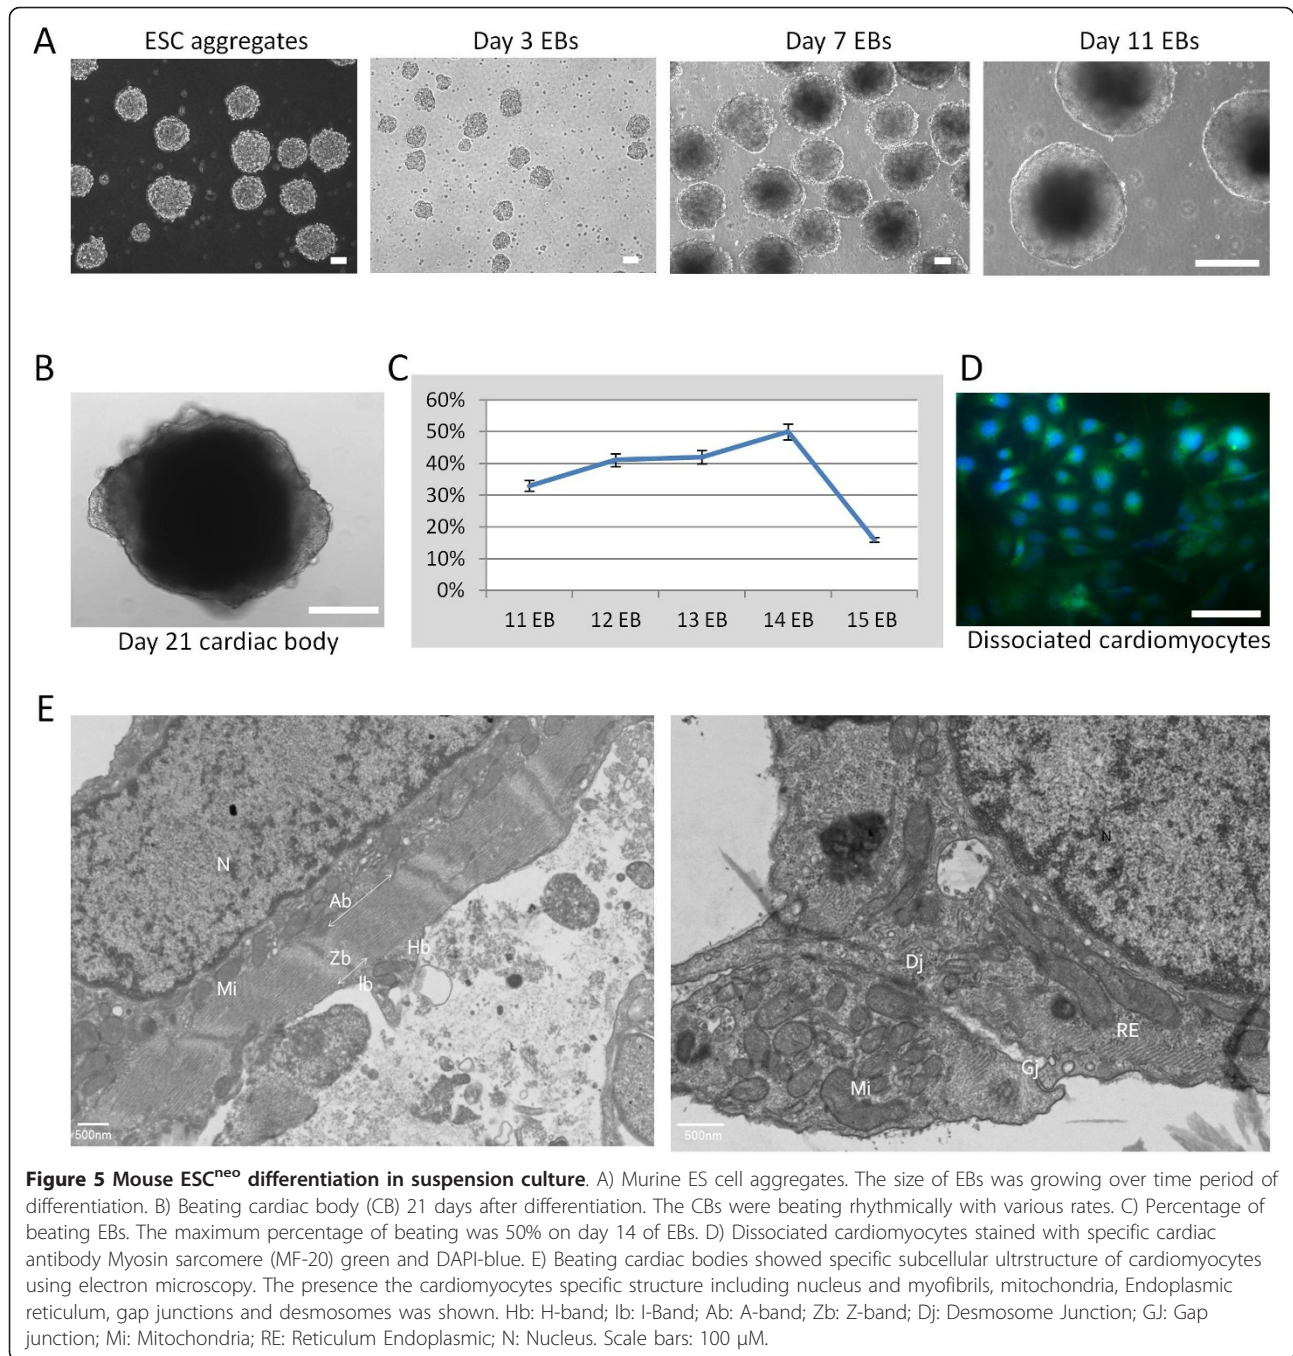 A
ESC aggregates
Day 3 EBs
Day 7 EBs
Day 11 EBs
B
Day 21 cardiac body
C
60%
50%
40%
30%
20%
10%
0%
11 EB
12 EB
13 EB
14 EB
15 EB
D
Dissociated cardiomyocytes
E
N
Ab
Hb
Zb
Ib
Mi
500nm
N
Dj
RE
Gj
Mi
500nm
Figure 5 Mouse ESCneo differentiation in suspension culture. A) Murine ES cell aggregates. The size of EBs was growing over time period of
differentiation. B) Beating cardiac body (CB) 21 days after differentiation. The CBs were beating rhythmically with various rates. C) Percentage of
beating EBs. The maximum percentage of beating was 50% on day 14 of EBs. D) Dissociated cardiomyocytes stained with specific cardiac
antibody Myosin sarcomere (MF-20) green and DAPI-blue. E) Beating cardiac bodies showed specific subcellular ultrstructure of cardiomyocytes
using electron microscopy. The presence the cardiomyocytes specific structure including nucleus and myofibrils, mitochondria, Endoplasmic
reticulum, gap junctions and desmosomes was shown. Hb: H-band; Ib: I-Band; Ab: A-band; Zb: Z-band; Dj: Desmosome Junction; GJ: Gap
junction; Mi: Mitochondria; RE: Reticulum Endoplasmic; N: Nucleus. Scale bars: 100 μM.